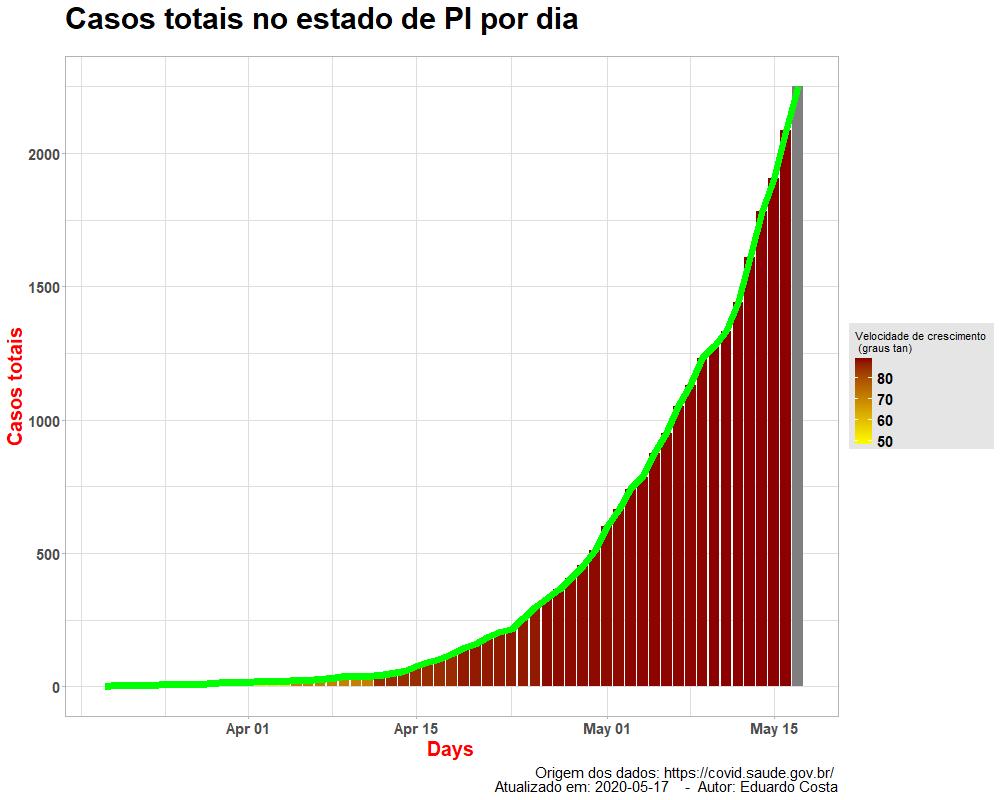 Casos totais no estado de PI por dia
Casos totais
2000
1500
1000
500
0
Apr 01
Apr 15
May 01
May 15
Days
Velocidade de crescimento
(graus tan)
80
70
60
50
Origem dos dados: https://covid.saude.gov.br/
Atualizado em: 2020-05-17 - Autor: Eduardo Costa